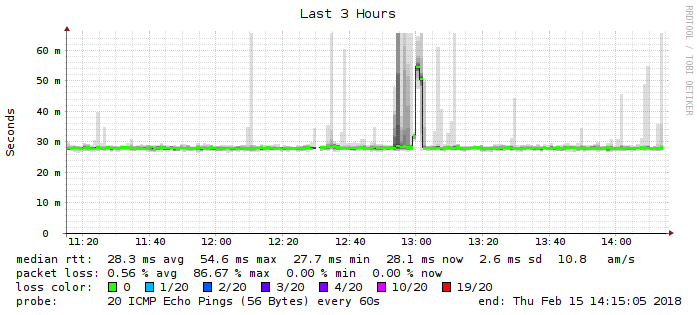 Last 3 Hours
RRDTOOL / TOBI OETIKER
Seconds
60 m
50 m
40 m
30 m
20 m
10 m
0
11:20 11:40 12:00 12:20 12:40 13:00 13:20 13:40 14:00
median rtt: 28.3 ms avg 54.6 ms max 27.7 ms min 28.1 ms now 2.6 ms sd 10.8 am/s
packet loss: 0.56 % avg 86.67 % max 0.00 % min 0.00 % now
loss color: 0 1/20 2/20 3/20 4/20 10/20 19/20
probe: 20 ICMP Echo Pings (56 Bytes) every 60s end: Thu Feb 15 14:15:05 2018